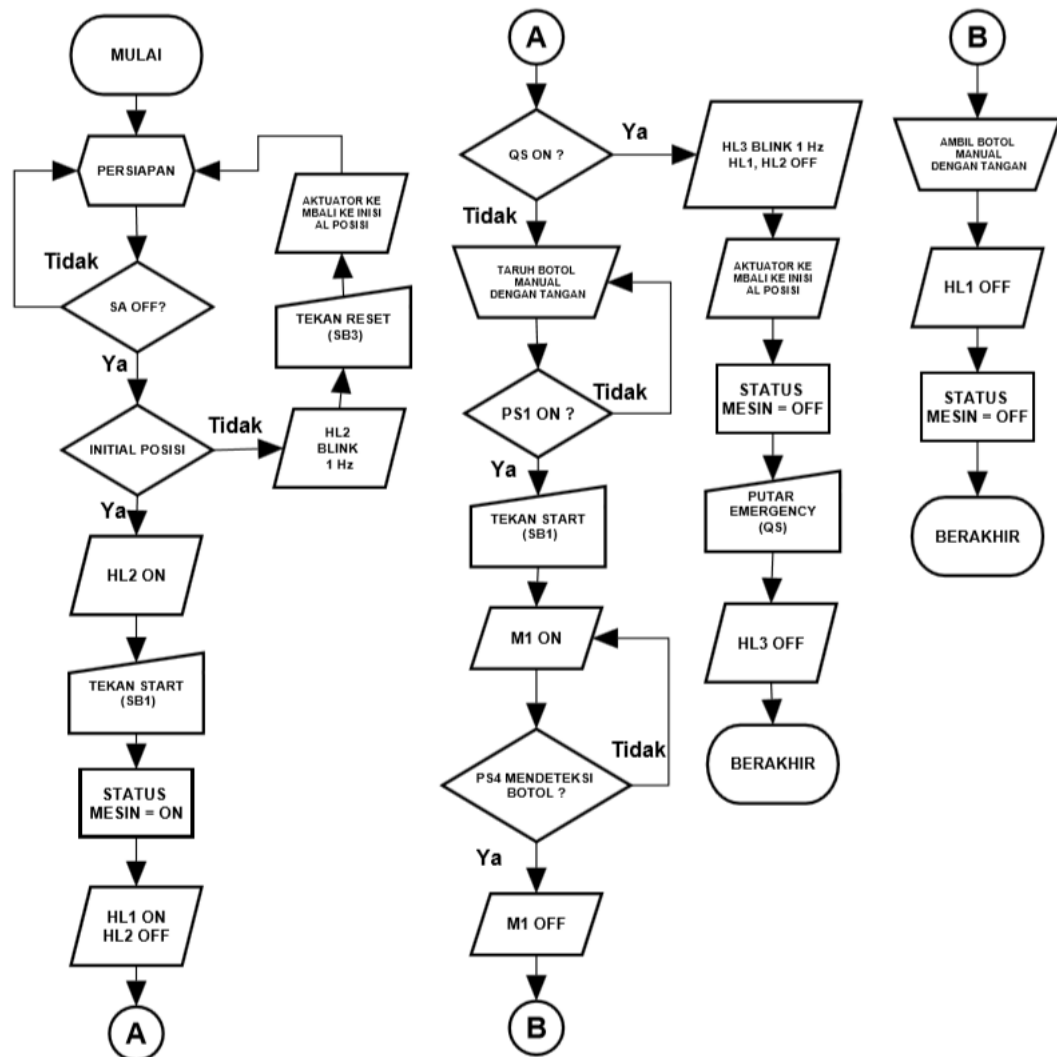 MULAI
PERSIAPAN
Tidak
SA OFF?
Ya
INITIAL POSISI
Tidak
Ya
HL2
BLINK
1 Hz
TEKAN RESET
(SB3)
AKTUATOR KE
MBALI KE INISI
AL POSISI
HL2 ON
TEKAN START
(SB1)
STATUS
MESIN = ON
HL1 ON
HL2 OFF
A
A
QS ON ?
Ya
Tidak
TARUH BOTOL
MANUAL
DENGAN TANGAN
PS1 ON ?
Tidak
Ya
TEKAN START
(SB1)
M1 ON
PS4 MENDETEKSI
BOTOL ?
Tidak
Ya
M1 OFF
B
HL3 BLINK 1 Hz
HL1, HL2 OFF
AKTUATOR KE
MBALI KE INISI
AL POSISI
STATUS
MESIN = OFF
PUTAR
EMERGENCY
(QS)
HL3 OFF
BERAKHIR
B
AMBIL BOTOL
MANUAL
DENGAN TANGAN
HL1 OFF
STATUS
MESIN = OFF
BERAKHIR